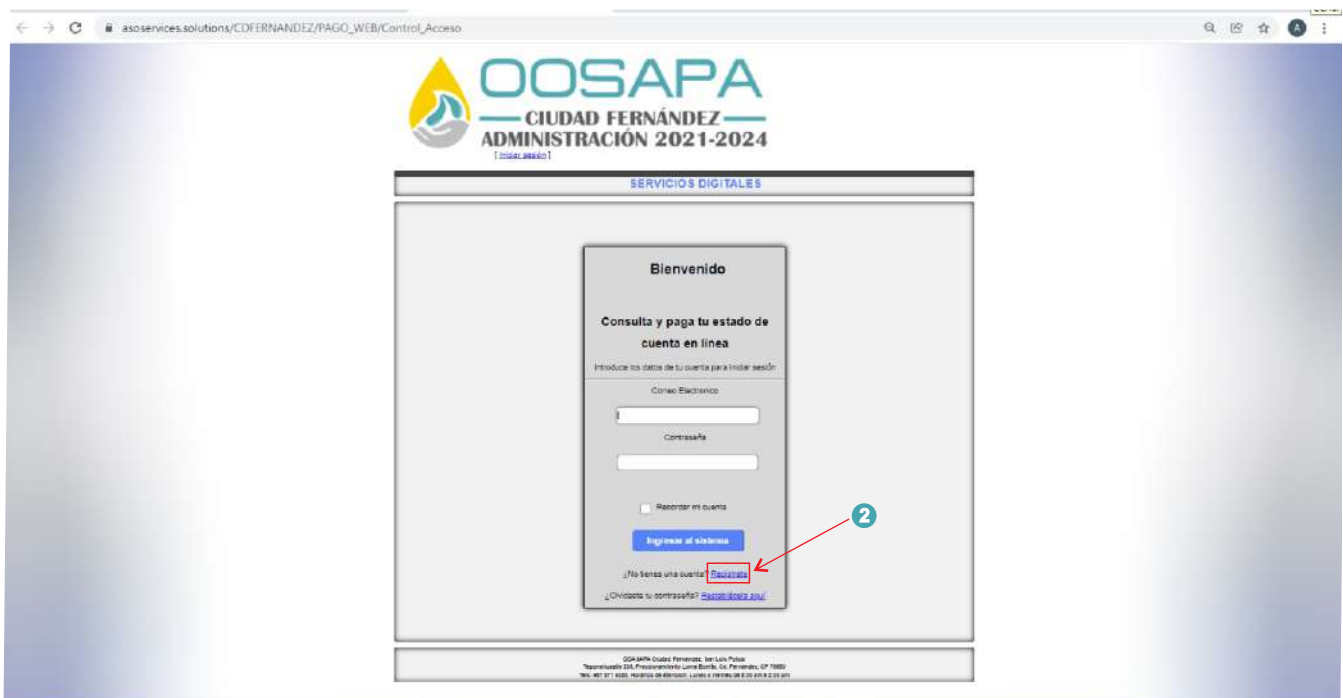 asoservices.solutions/CDFERNANDEZ/PAGO_WEB/Control_Acceso
A
OOSAPA
CIUDAD FERNÁNDEZ
ADMINISTRACIÓN 2021-2024
[ Iniciar sesión ]
SERVICIOS DIGITALES
Bienvenido
Consulta y paga tu estado de
cuenta en linea
Introduce los datos de tu cuenta para iniciar sesión
Correo Electronico
Contraseña
Recordar mi cuenta
2
Ingresar al sistema
¿No tienes una cuenta? Registrate
¿Olvidaste tu contraseña? Restablécela aquí
OOSAPA Ciudad Fernández, San Luis Potosí